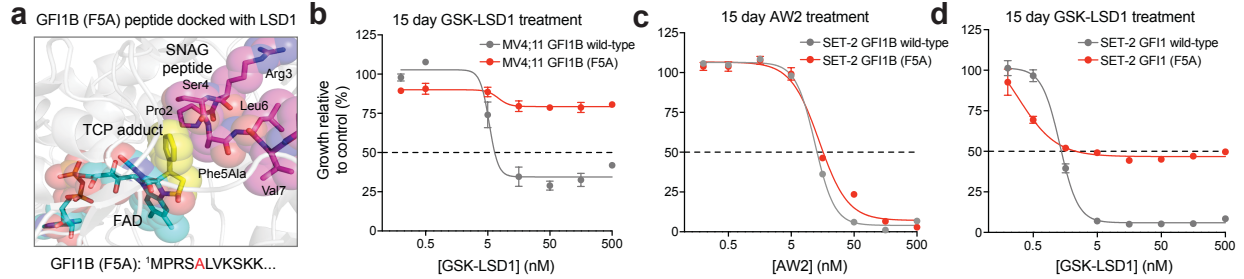 a
GFI1B (F5A) peptide docked with LSD1
SNAG
peptide
Arg3
Ser4
Pro2
Leu6
TCP adduct
Phe5Ala
Val7
FAD
GFI1B (F5A): ¹MPRSALVKSKK...
b
15 day GSK-LSD1 treatment
MV4;11 GFI1B wild-type
MV4;11 GFI1B (F5A)
Growth relative
to control (%)
125
100
75
50
25
0
0.5
5
50
500
[GSK-LSD1] (nM)
c
15 day AW2 treatment
SET-2 GFI1B wild-type
SET-2 GFI1B (F5A)
125
100
75
50
25
0
0.5
5
50
500
[AW2] (nM)
d
15 day GSK-LSD1 treatment
SET-2 GFI1 wild-type
SET-2 GFI1 (F5A)
125
100
75
50
25
0
0.5
5
50
500
[GSK-LSD1] (nM)